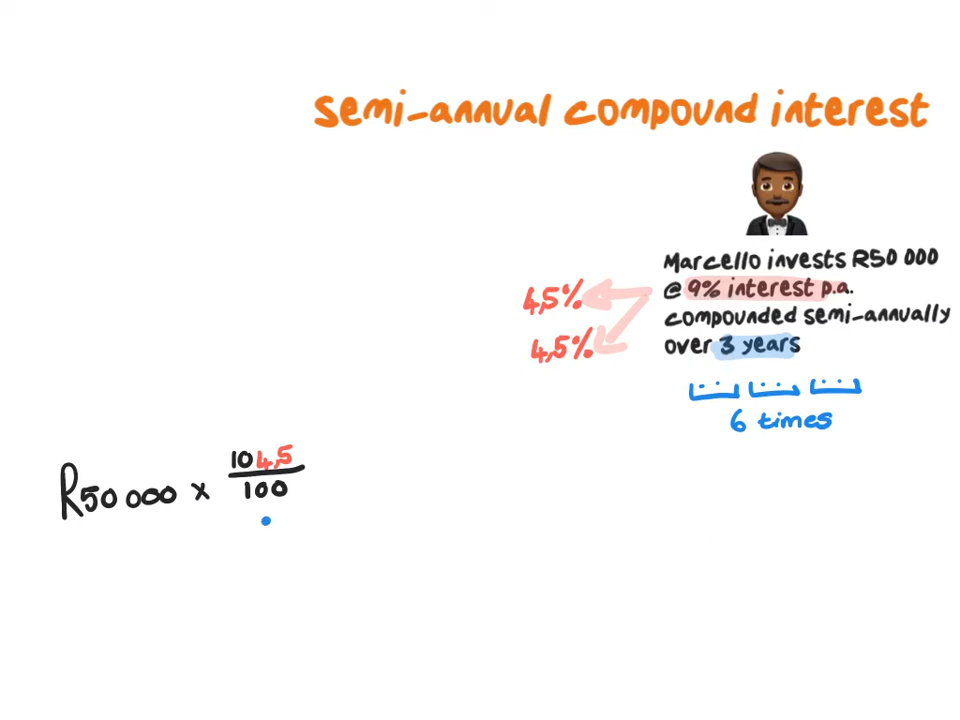 semi-annual compound interest
Marcello invests R50 000
@ 9% interest p.a.
compounded semi-annually
over 3 years
4,5%
4,5%
6 times
R50 000 × 104,5
100